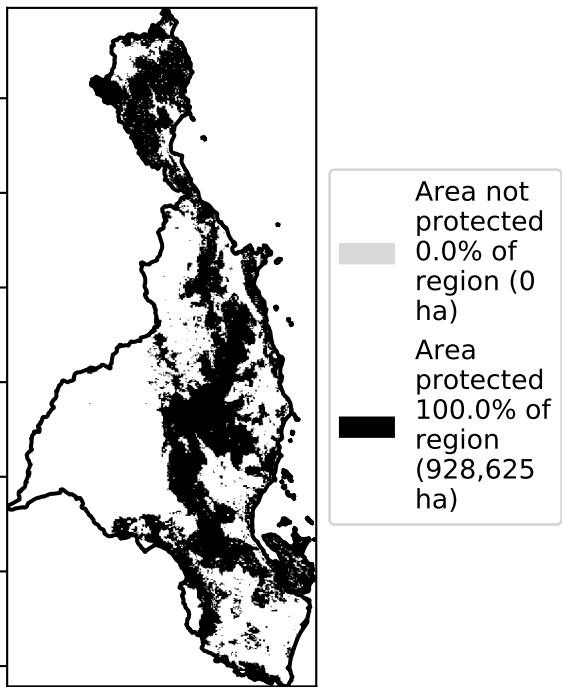 Area not
protected
0.0% of
region (0
ha)
Area
protected
100.0% of
region
(928,625
ha)